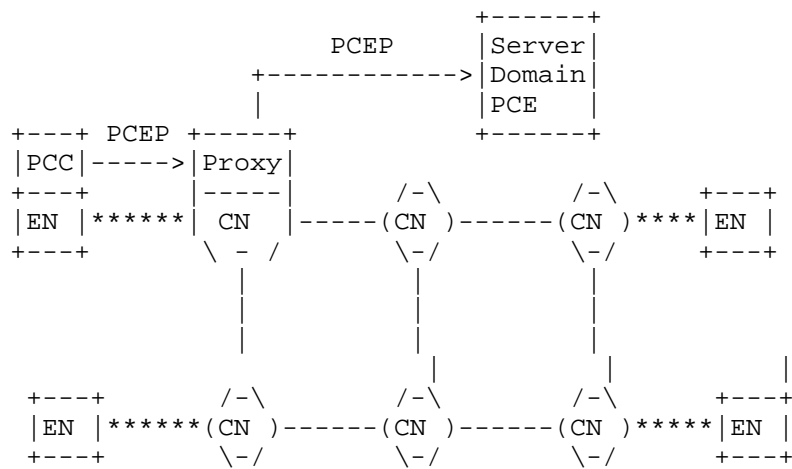 PCEP |Server|
+------------>|Domain|
|PCE |
+---+ PCEP +-----+ +------+
|PCC|----->|Proxy|
+---+ |-----| /-\ /-\ +---+
|EN |******| CN |-----(CN )------(CN )****|EN |
+---+ \ - / \-/ \-/ +---+
+---+ /-\ /-\ /-\ +---+
|EN |******(CN )------(CN )------(CN )*****|EN |
+---+ \-/ \-/ \-/ +---+